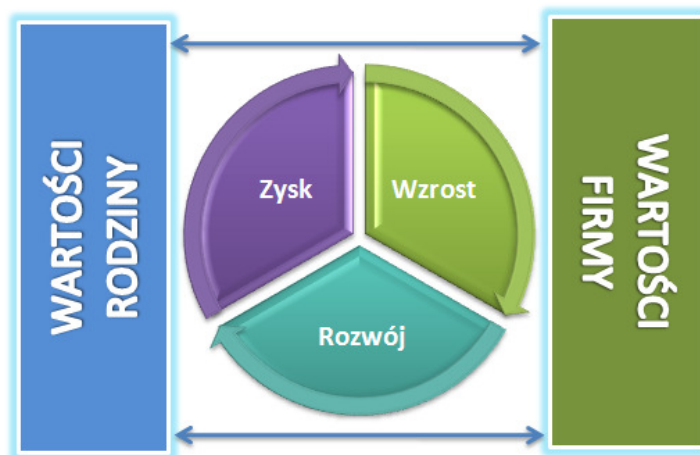 WARTOŚCI
RODZINY
Zysk
Wzrost
Rozwój
WARTOŚCI
FIRMY